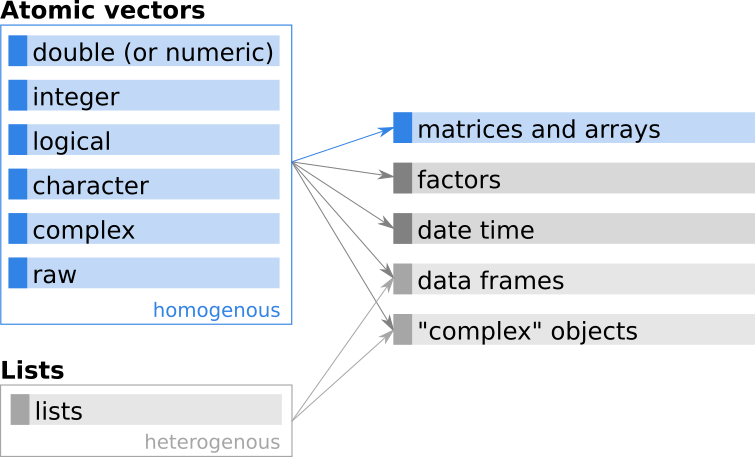 Atomic vectors
double (or numeric)
integer
logical
character
complex
raw
homogenous
Lists
lists
heterogenous
matrices and arrays
factors
date time
data frames
"complex" objects